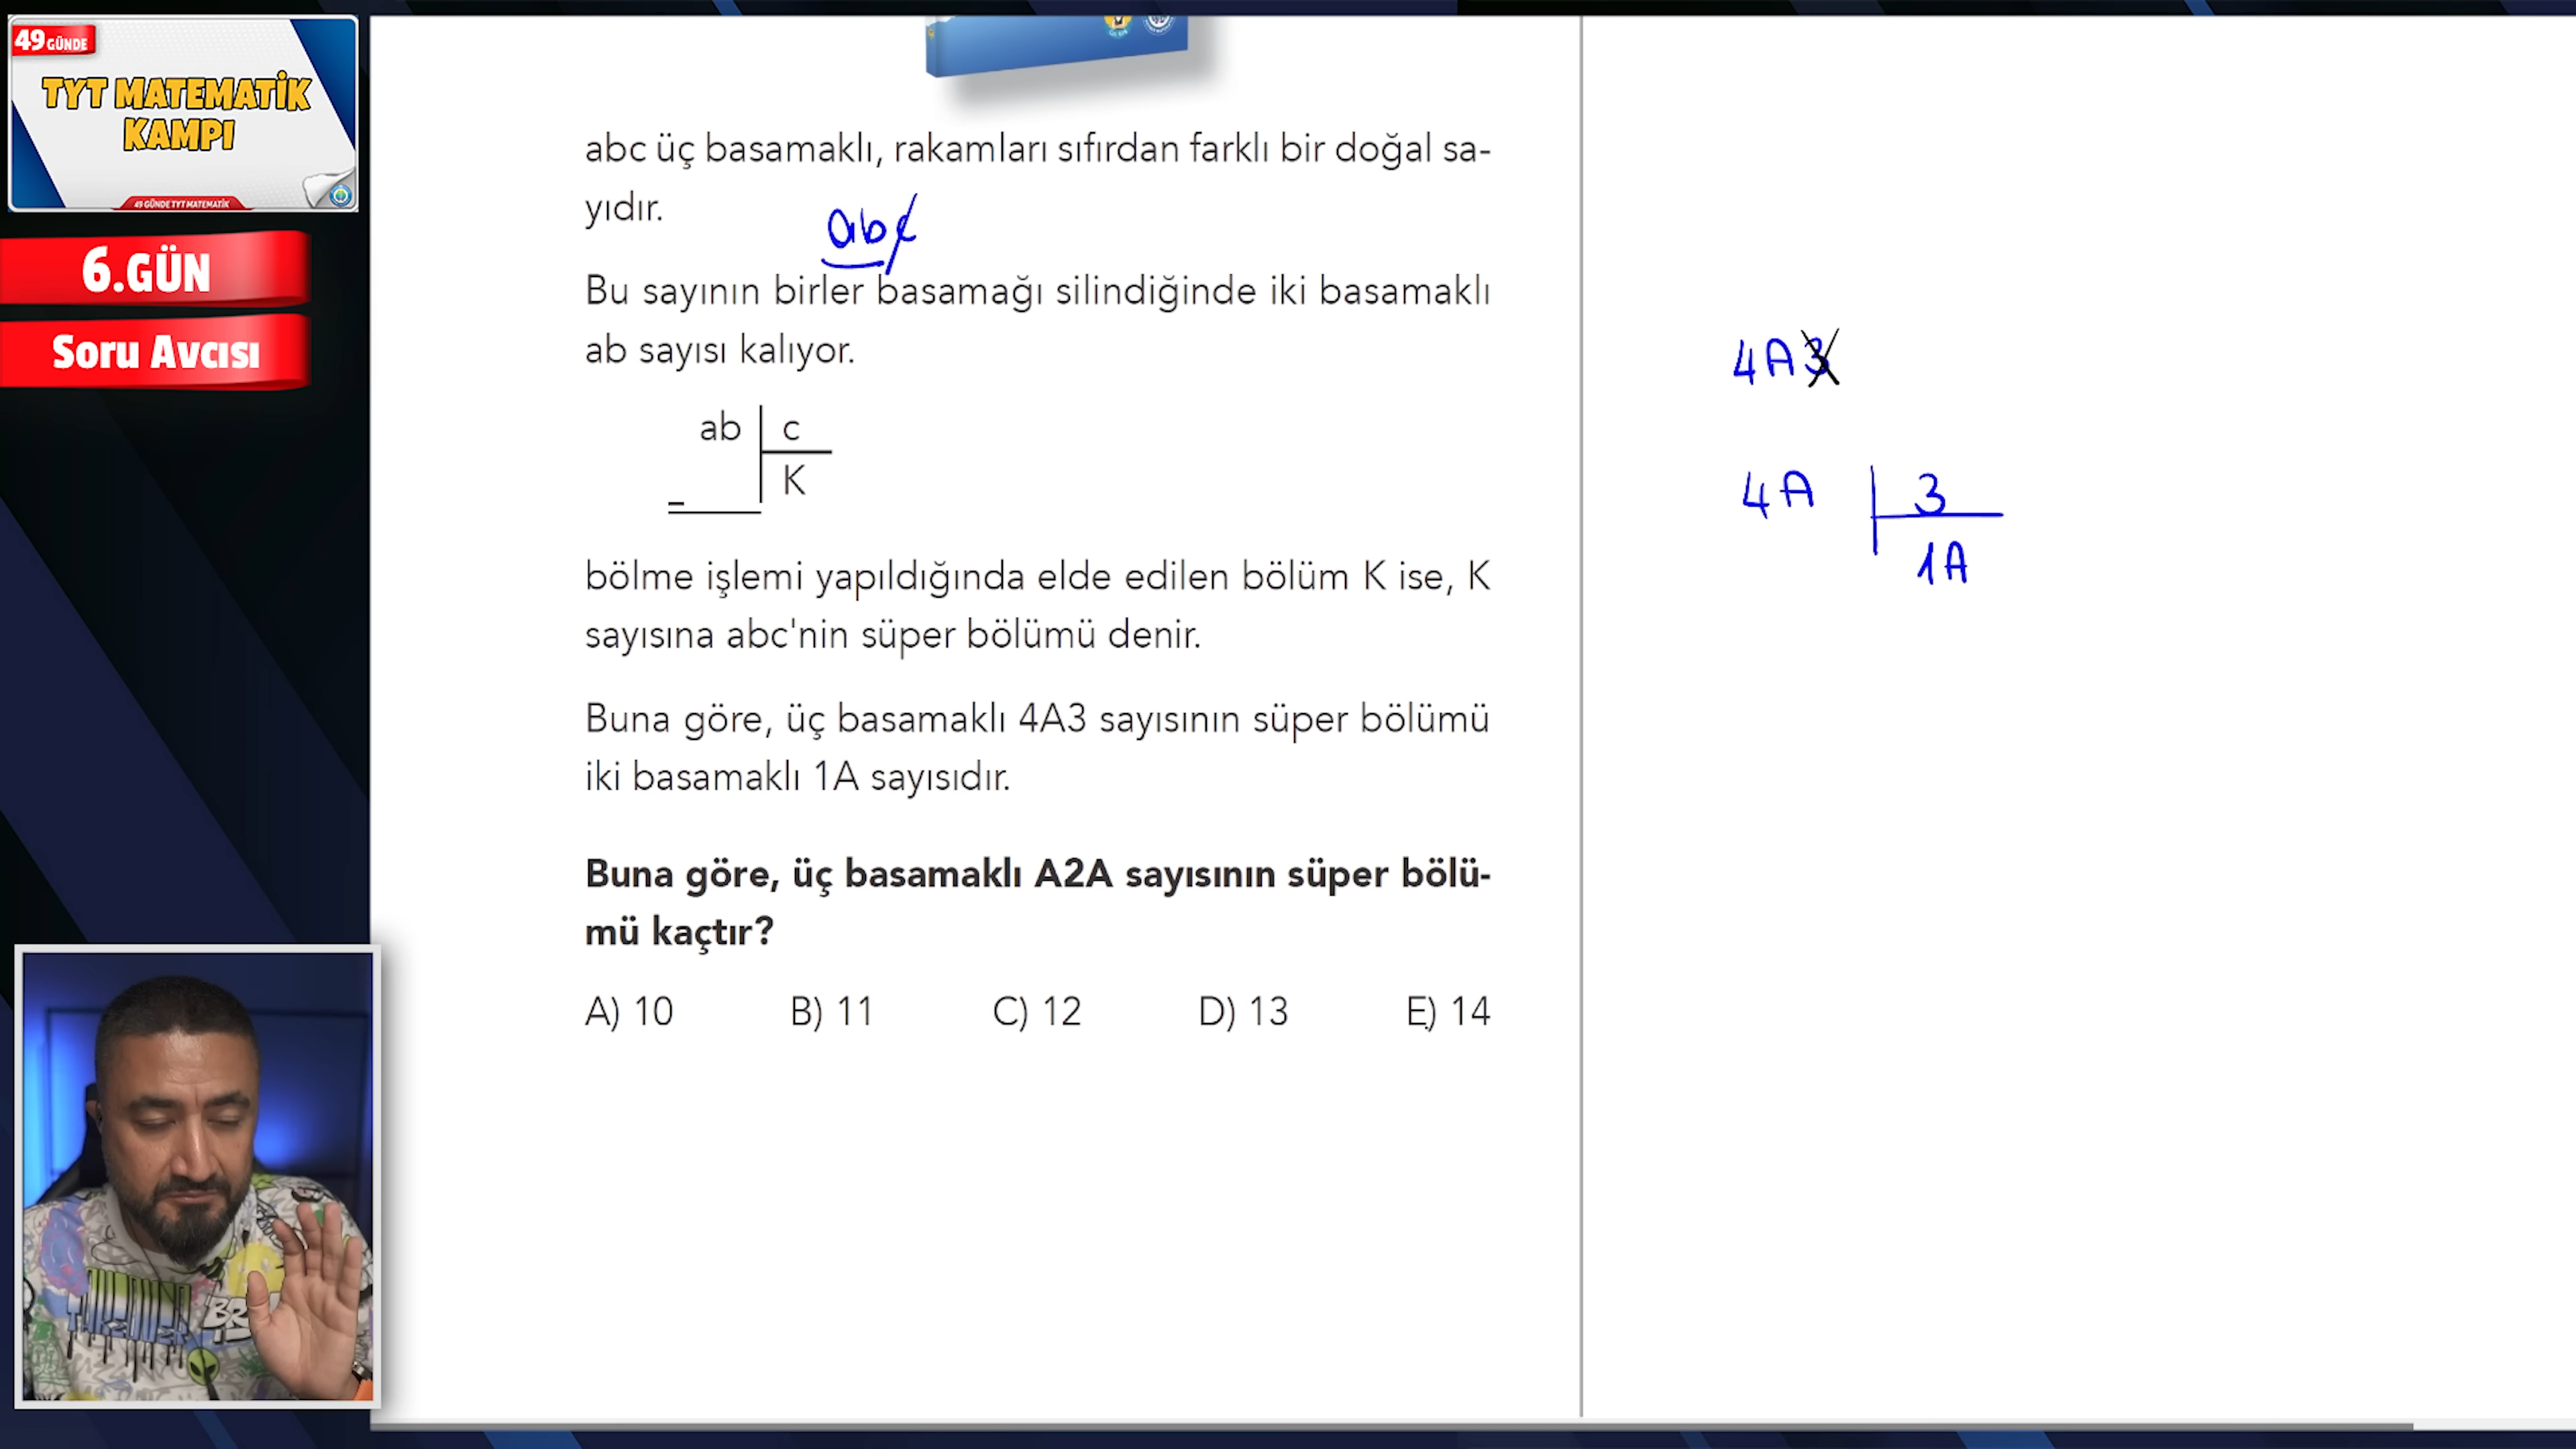 49 GÜNDE
TYT MATEMATİK
KAMPI
49 GÜNDE TYT MATEMATİK
6.GÜN
Soru Avcısı
abc üç basamaklı, rakamları sıfırdan farklı bir doğal sa-
yıdır.
abc
Bu sayının birler basamağı silindiğinde iki basamaklı
ab sayısı kalıyor.
ab c
K
bölme işlemi yapıldığında elde edilen bölüm K ise, K
sayısına abc'nin süper bölümü denir.
Buna göre, üç basamaklı 4A3 sayısının süper bölümü
iki basamaklı 1A sayısıdır.
Buna göre, üç basamaklı A2A sayısının süper bölü-
mü kaçtır?
A) 10 B) 11 C) 12 D) 13 E) 14
4A3
4A 3
1A